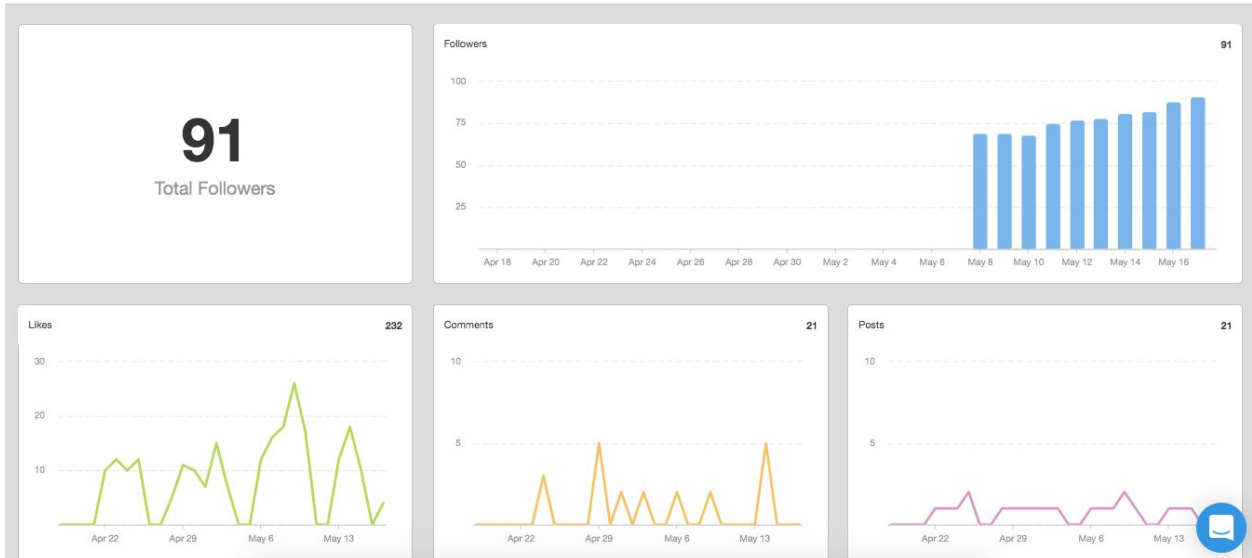 91
Total Followers
Followers 91
100
75
50
25
Apr 18 Apr 20 Apr 22 Apr 24 Apr 26 Apr 28 Apr 30 May 2 May 4 May 6 May 8 May 10 May 12 May 14 May 16
Likes 232
30
20
10
Apr 22 Apr 29 May 6 May 13
Comments 21
10
5
Apr 22 Apr 29 May 6 May 13
Posts 21
10
5
Apr 22 Apr 29 May 6 May 13